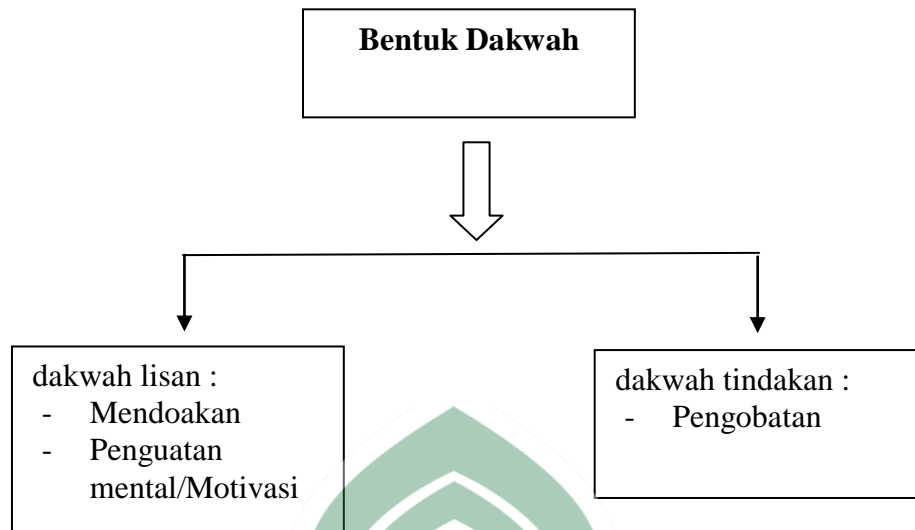 Bentuk Dakwah
dakwah lisan :
- Mendoakan
- Penguatan
mental/Motivasi
dakwah tindakan :
- Pengobatan